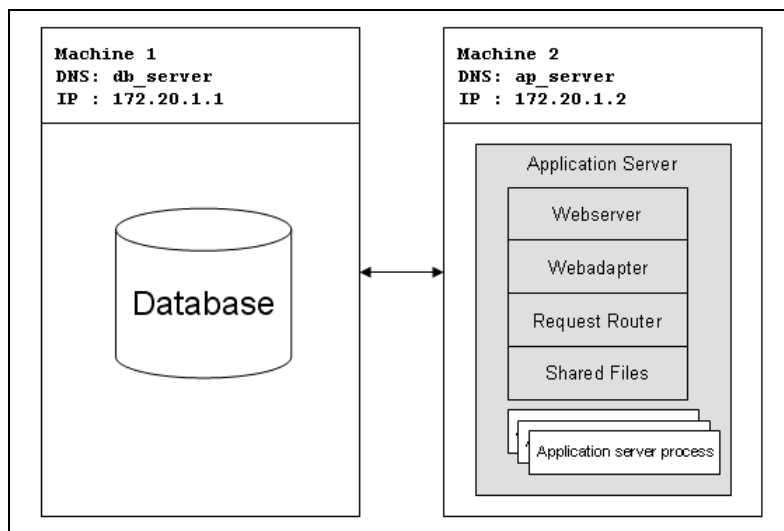 Machine 1
DNS: db_server
IP : 172.20.1.1
Database
Machine 2
DNS: ap_server
IP : 172.20.1.2
Application Server
Webserver
Webadapter
Request Router
Shared Files
Application server process